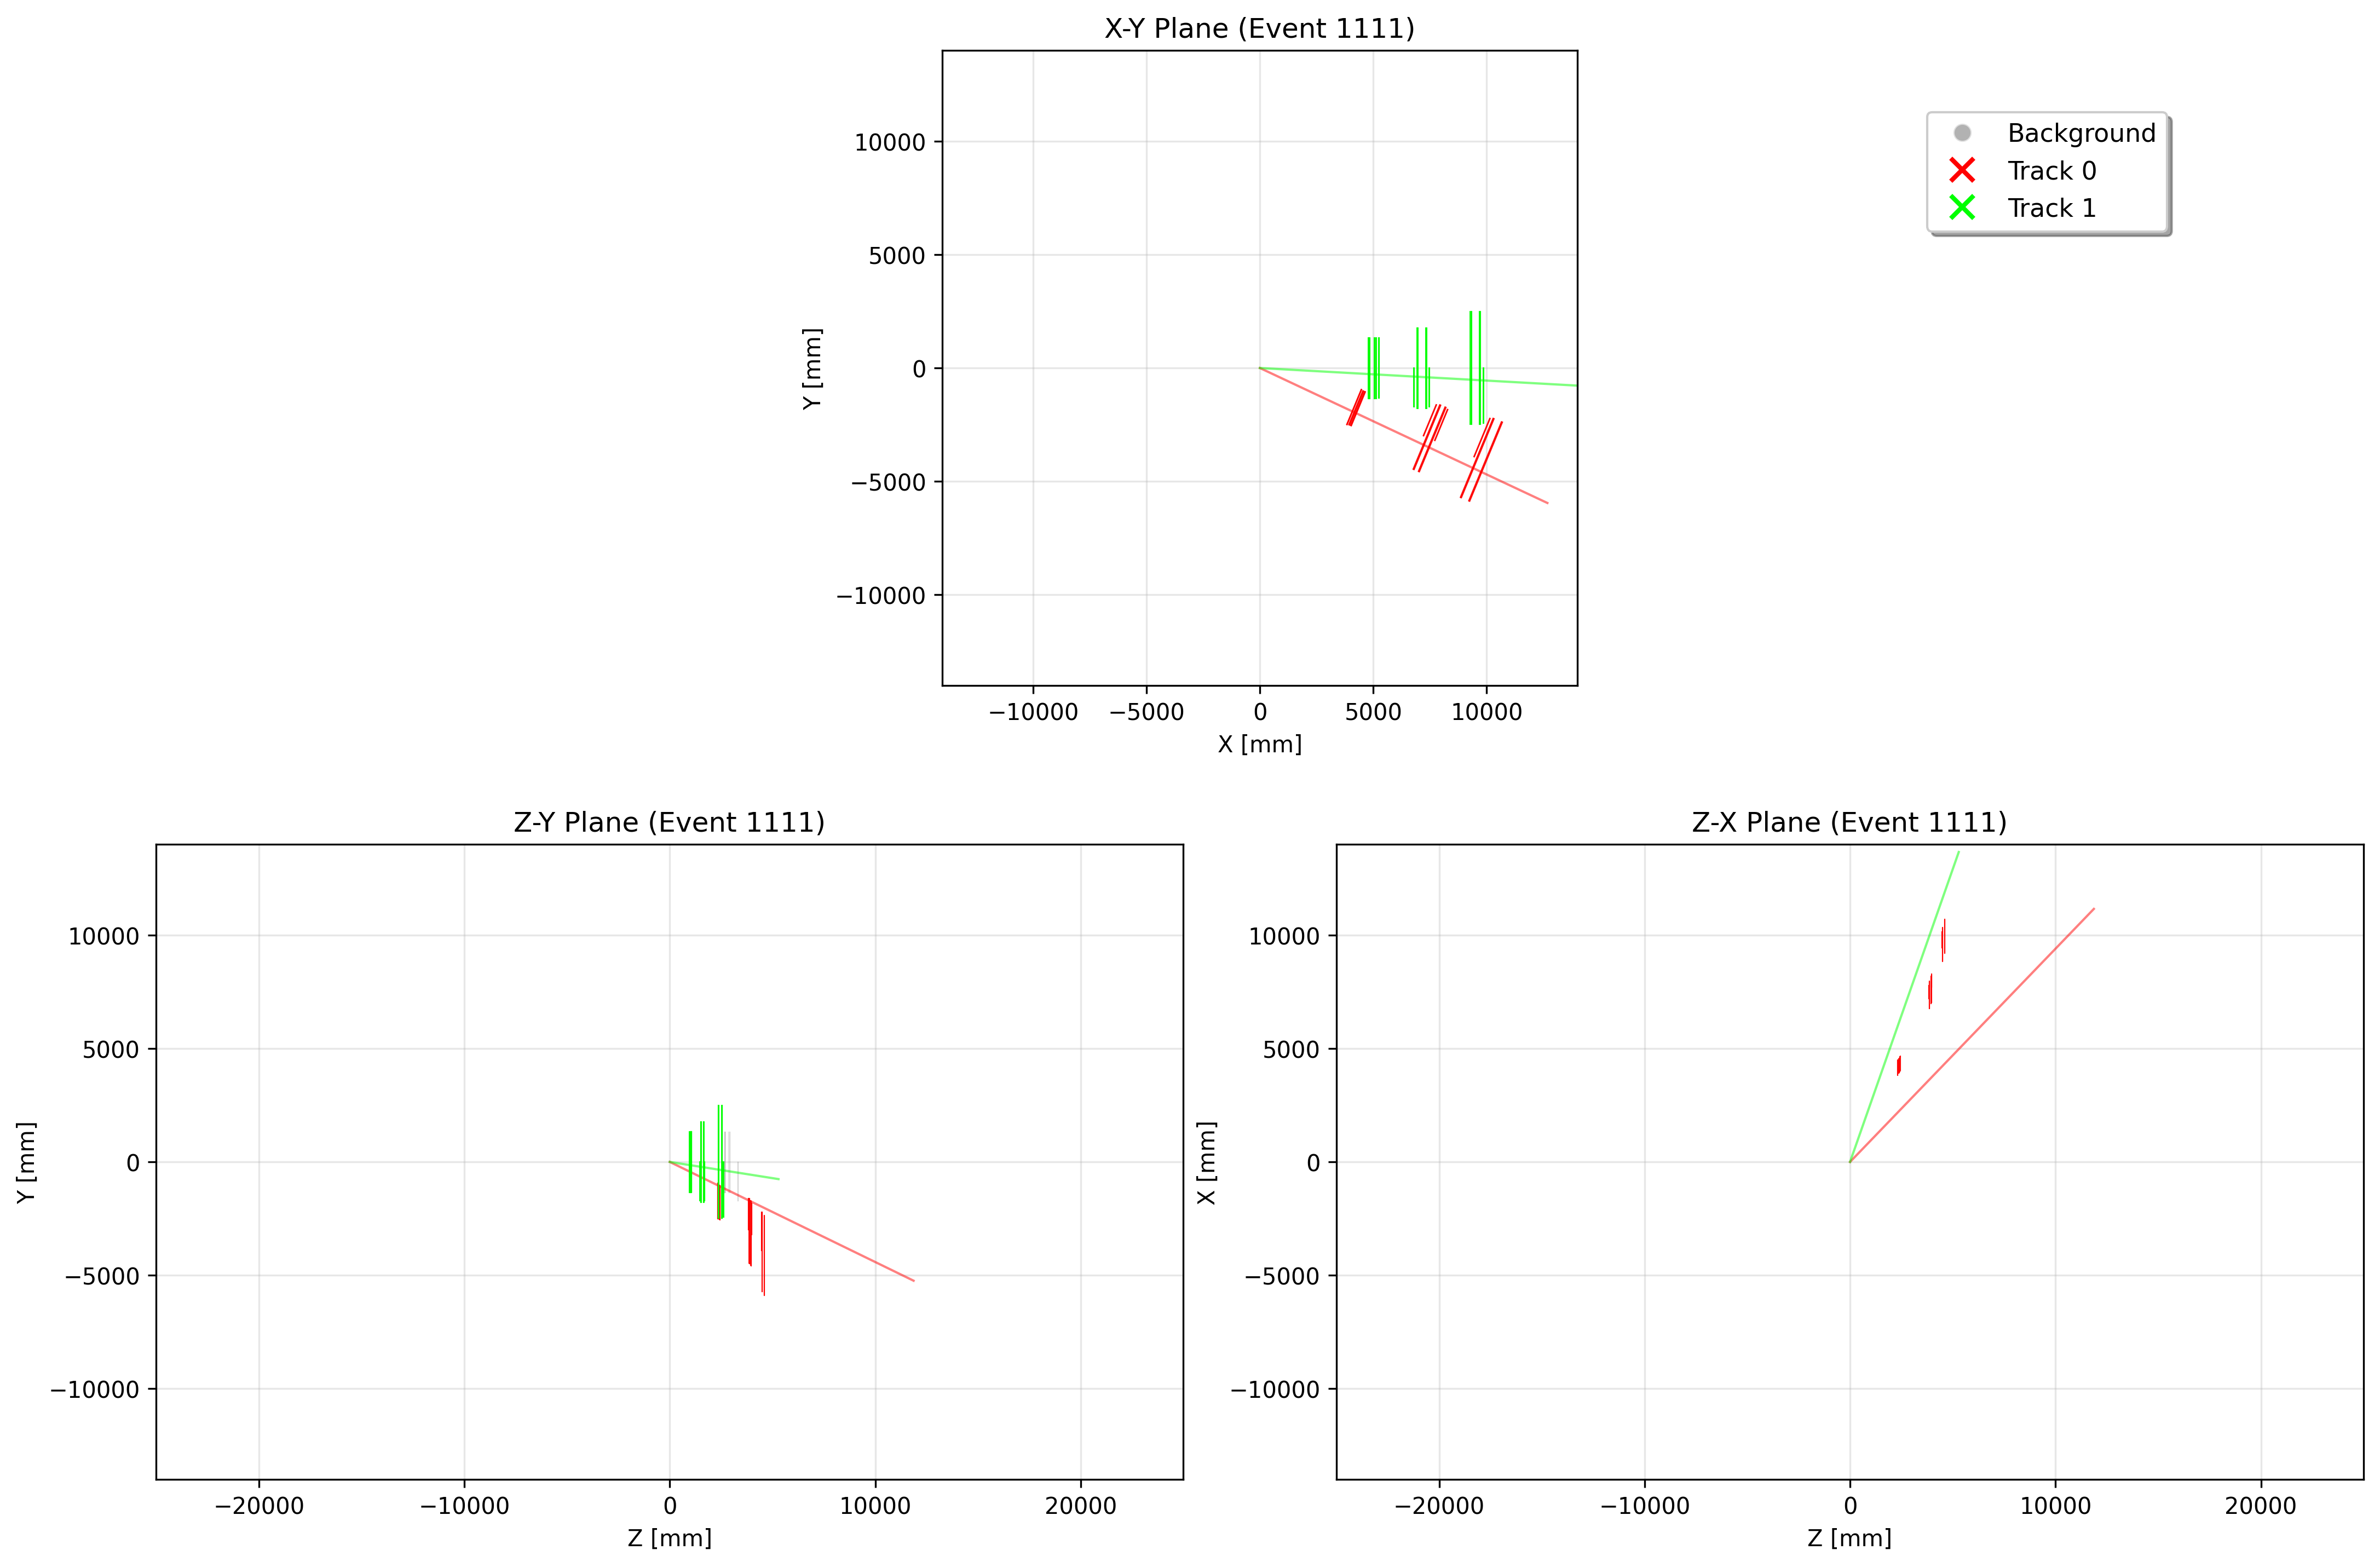 X-Y Plane (Event 1111)
Y [mm]
10000
5000
0
−5000
−10000
−10000 −5000 0 5000 10000
X [mm]
Background
Track 0
Track 1
Z-Y Plane (Event 1111)
Y [mm]
10000
5000
0
−5000
−10000
−20000 −10000 0 10000 20000
Z [mm]
Z-X Plane (Event 1111)
X [mm]
10000
5000
0
−5000
−10000
−20000 −10000 0 10000 20000
Z [mm]